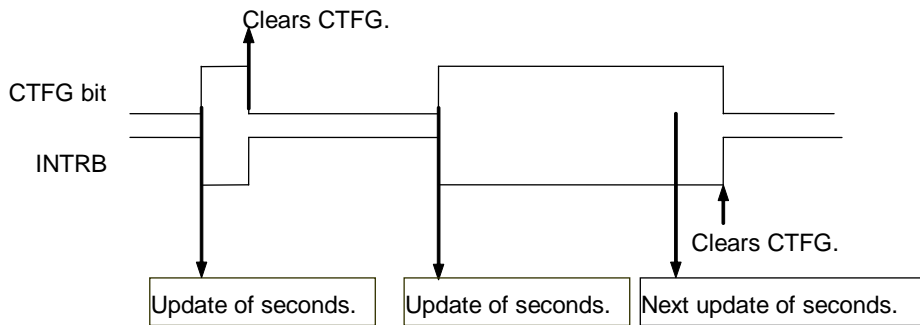 Clears CTFG.
CTFG bit
INTRB
Clears CTFG.
Update of seconds.
Update of seconds.
Next update of seconds.